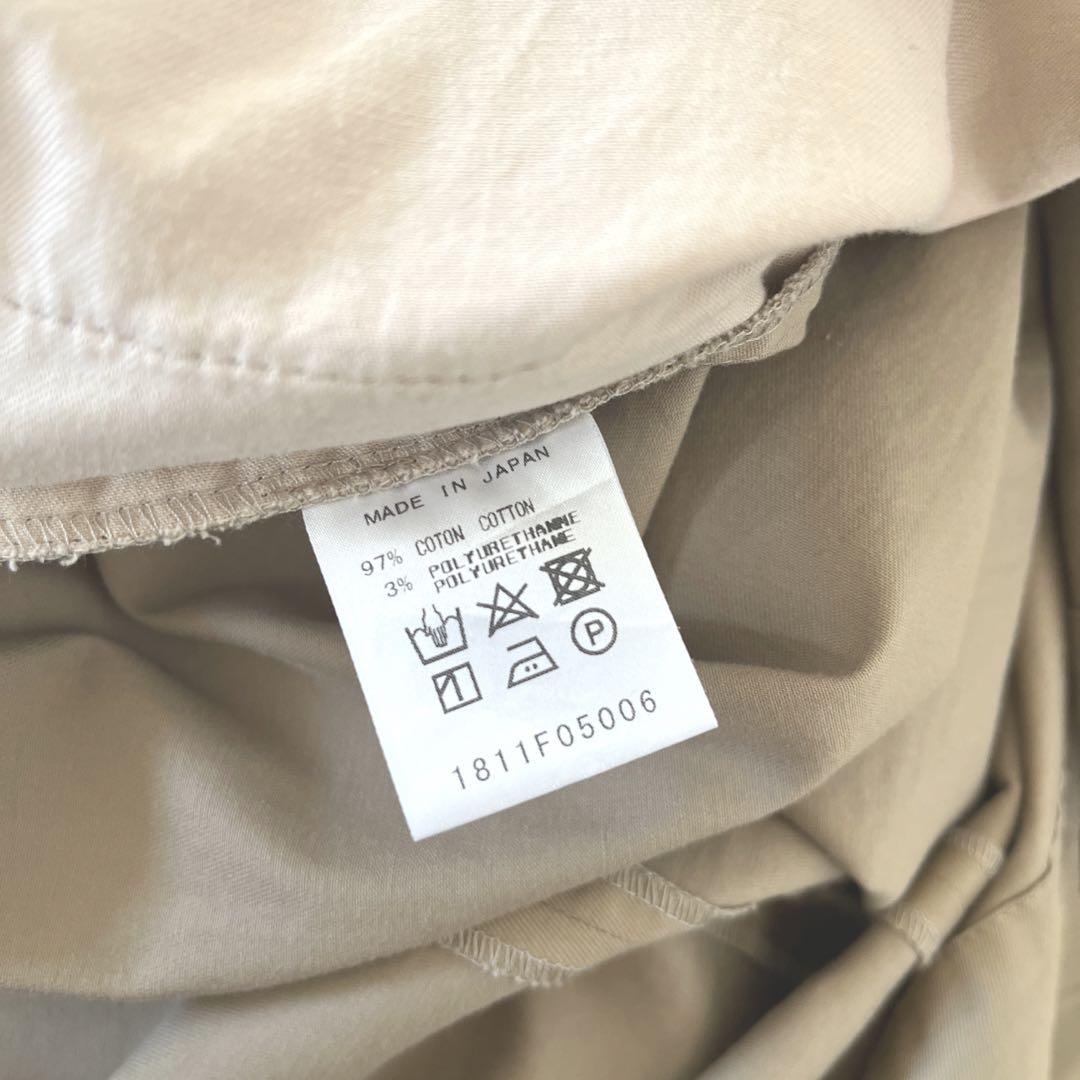 MADE IN JAPAN
97% COTON COTTON
3% POLYURETHANNE
POLYURETHANE
P
1811F05006